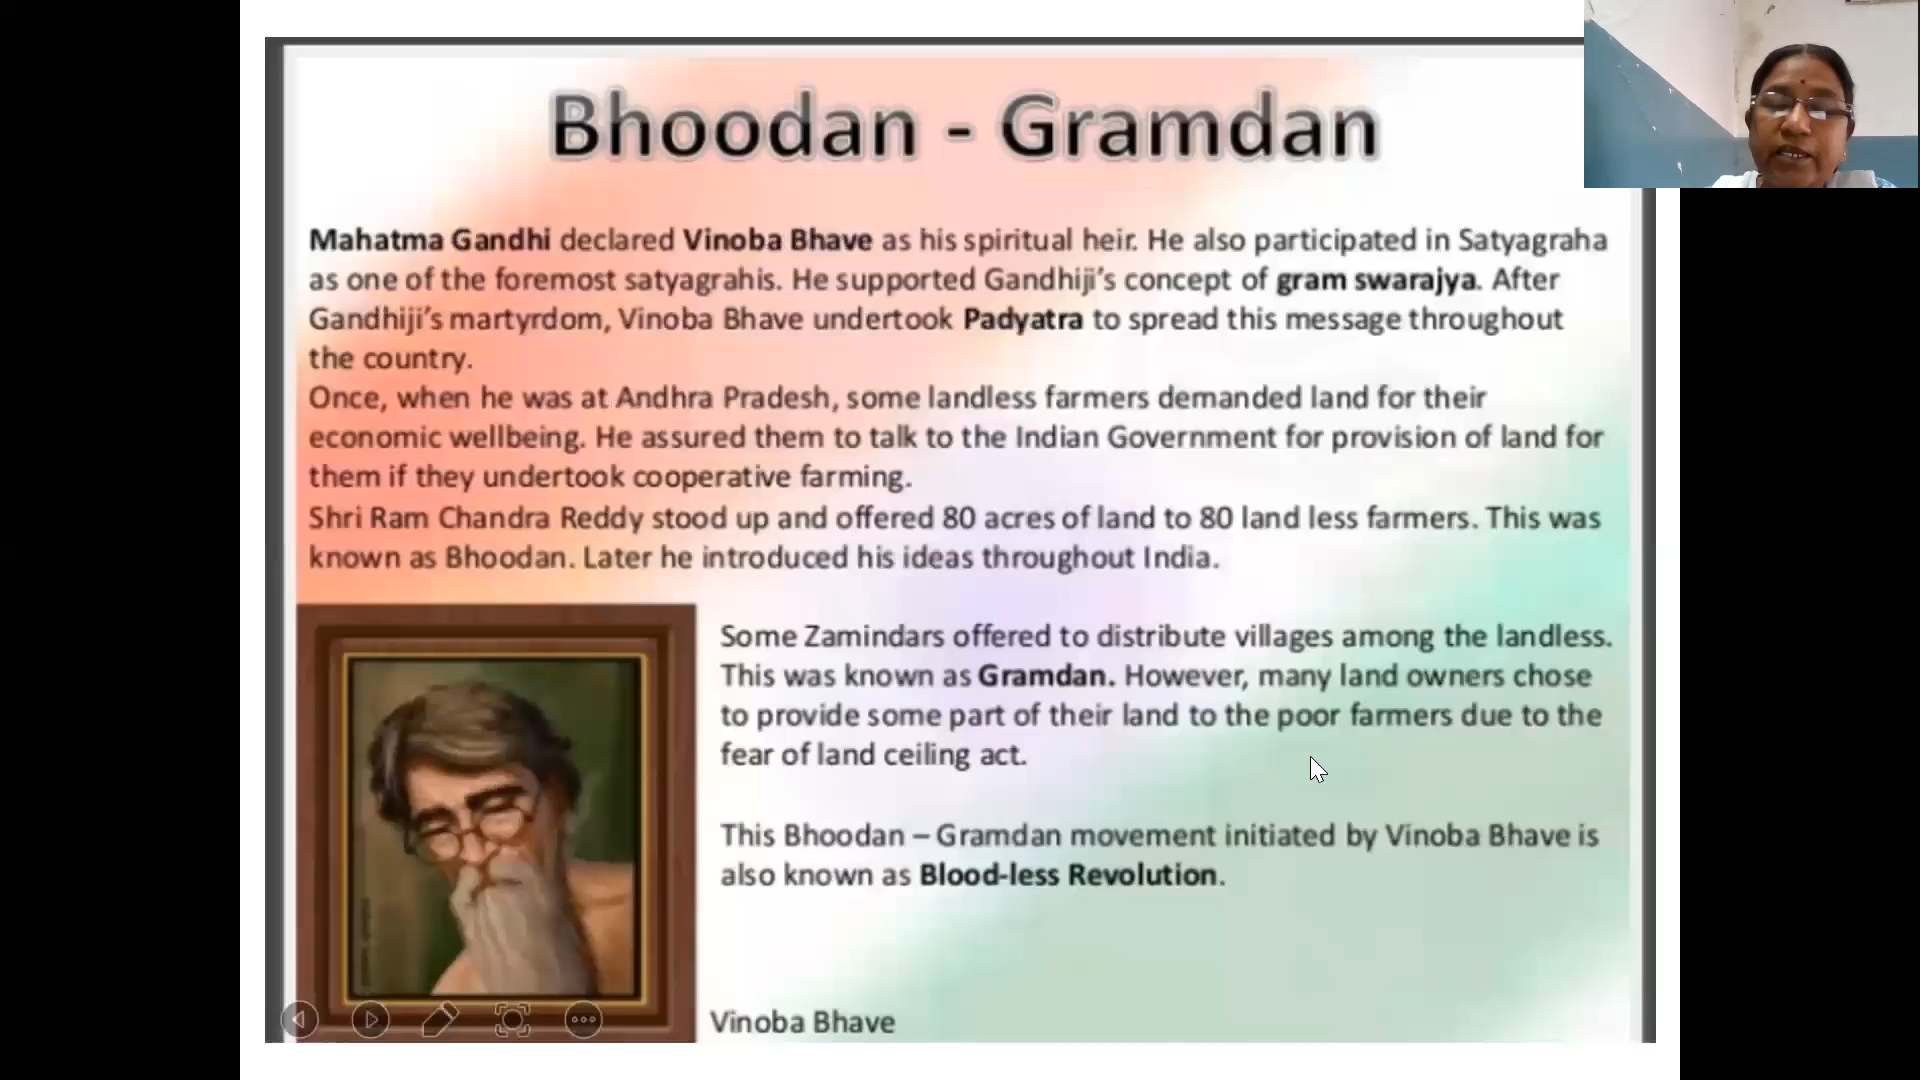 Bhoodan - Gramdan
Mahatma Gandhi declared Vinoba Bhave as his spiritual heir. He also participated in Satyagraha
as one of the foremost satyagrahis. He supported Gandhiji's concept of gram swarajya. After
Gandhiji's martyrdom, Vinoba Bhave undertook Padyatra to spread this message throughout
the country.
Once, when he was at Andhra Pradesh, some landless farmers demanded land for their
economic wellbeing. He assured them to talk to the Indian Government for provision of land for
them if they undertook cooperative farming.
Shri Ram Chandra Reddy stood up and offered 80 acres of land to 80 land less farmers. This was
known as Bhoodan. Later he introduced his ideas throughout India.
Some Zamindars offered to distribute villages among the landless.
This was known as Gramdan. However, many land owners chose
to provide some part of their land to the poor farmers due to the
fear of land ceiling act.
This Bhoodan – Gramdan movement initiated by Vinoba Bhave is
also known as Blood-less Revolution.
Vinoba Bhave